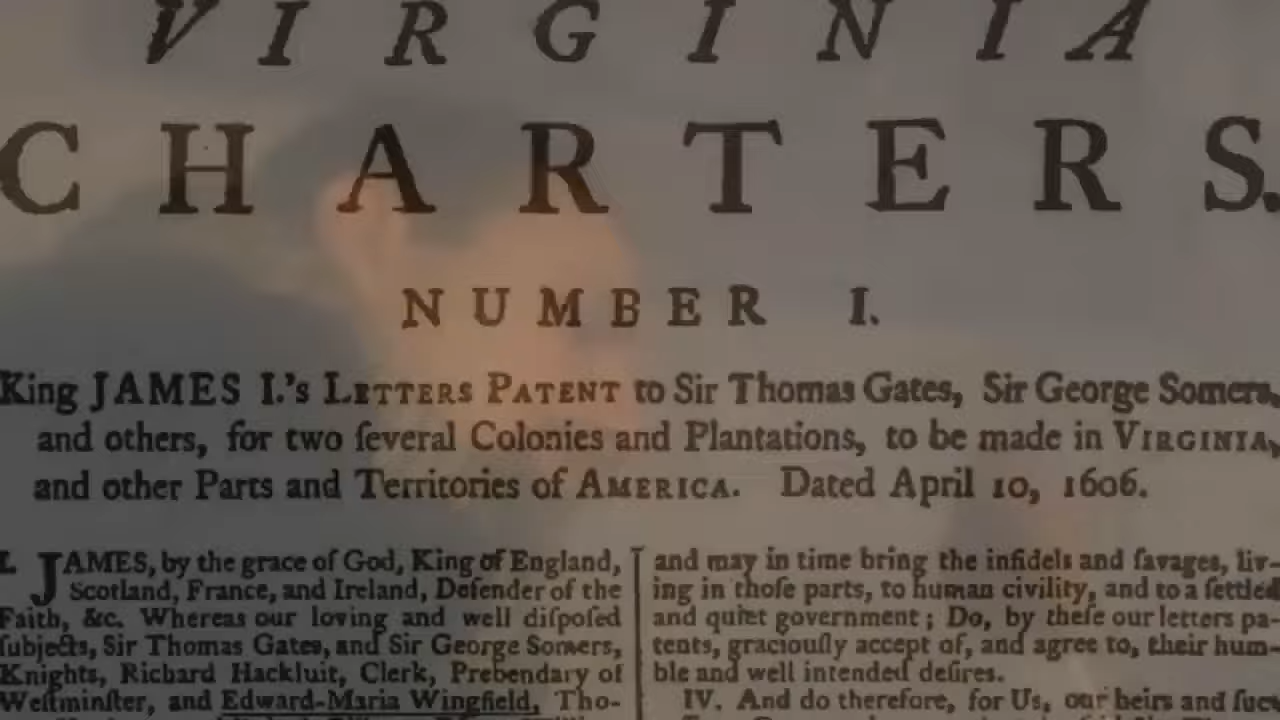 VIRGINIA
CHARTERS.
NUMBER I.
King JAMES I.'s LETTERS PATENT to Sir Thomas Gates, Sir George Somers,
and others, for two ſeveral Colonies and Plantations, to be made in VIRGINIA,
and other Parts and Territories of AMERICA. Dated April 10, 1606.
I. JAMES, by the grace of God, King of England,
Scotland, France, and Ireland, Defender of the
Faith, &c. Whereas our loving and well diſpoſed
ſubjects, Sir Thomas Gates, and Sir George Somers,
Knights, Richard Hackluit, Clerk, Prebendary of
Weſtminſter, and Edward-Maria Wingfield, Tho-
and may in time bring the infidels and ſavages, liv-
ing in thoſe parts, to human civility, and to a ſettled
and quiet government; Do, by theſe our letters pa-
tents, graciouſly accept of, and agree to, their hum-
ble and well intended deſires.
IV. And do therefore, for Us, our heirs and ſuc